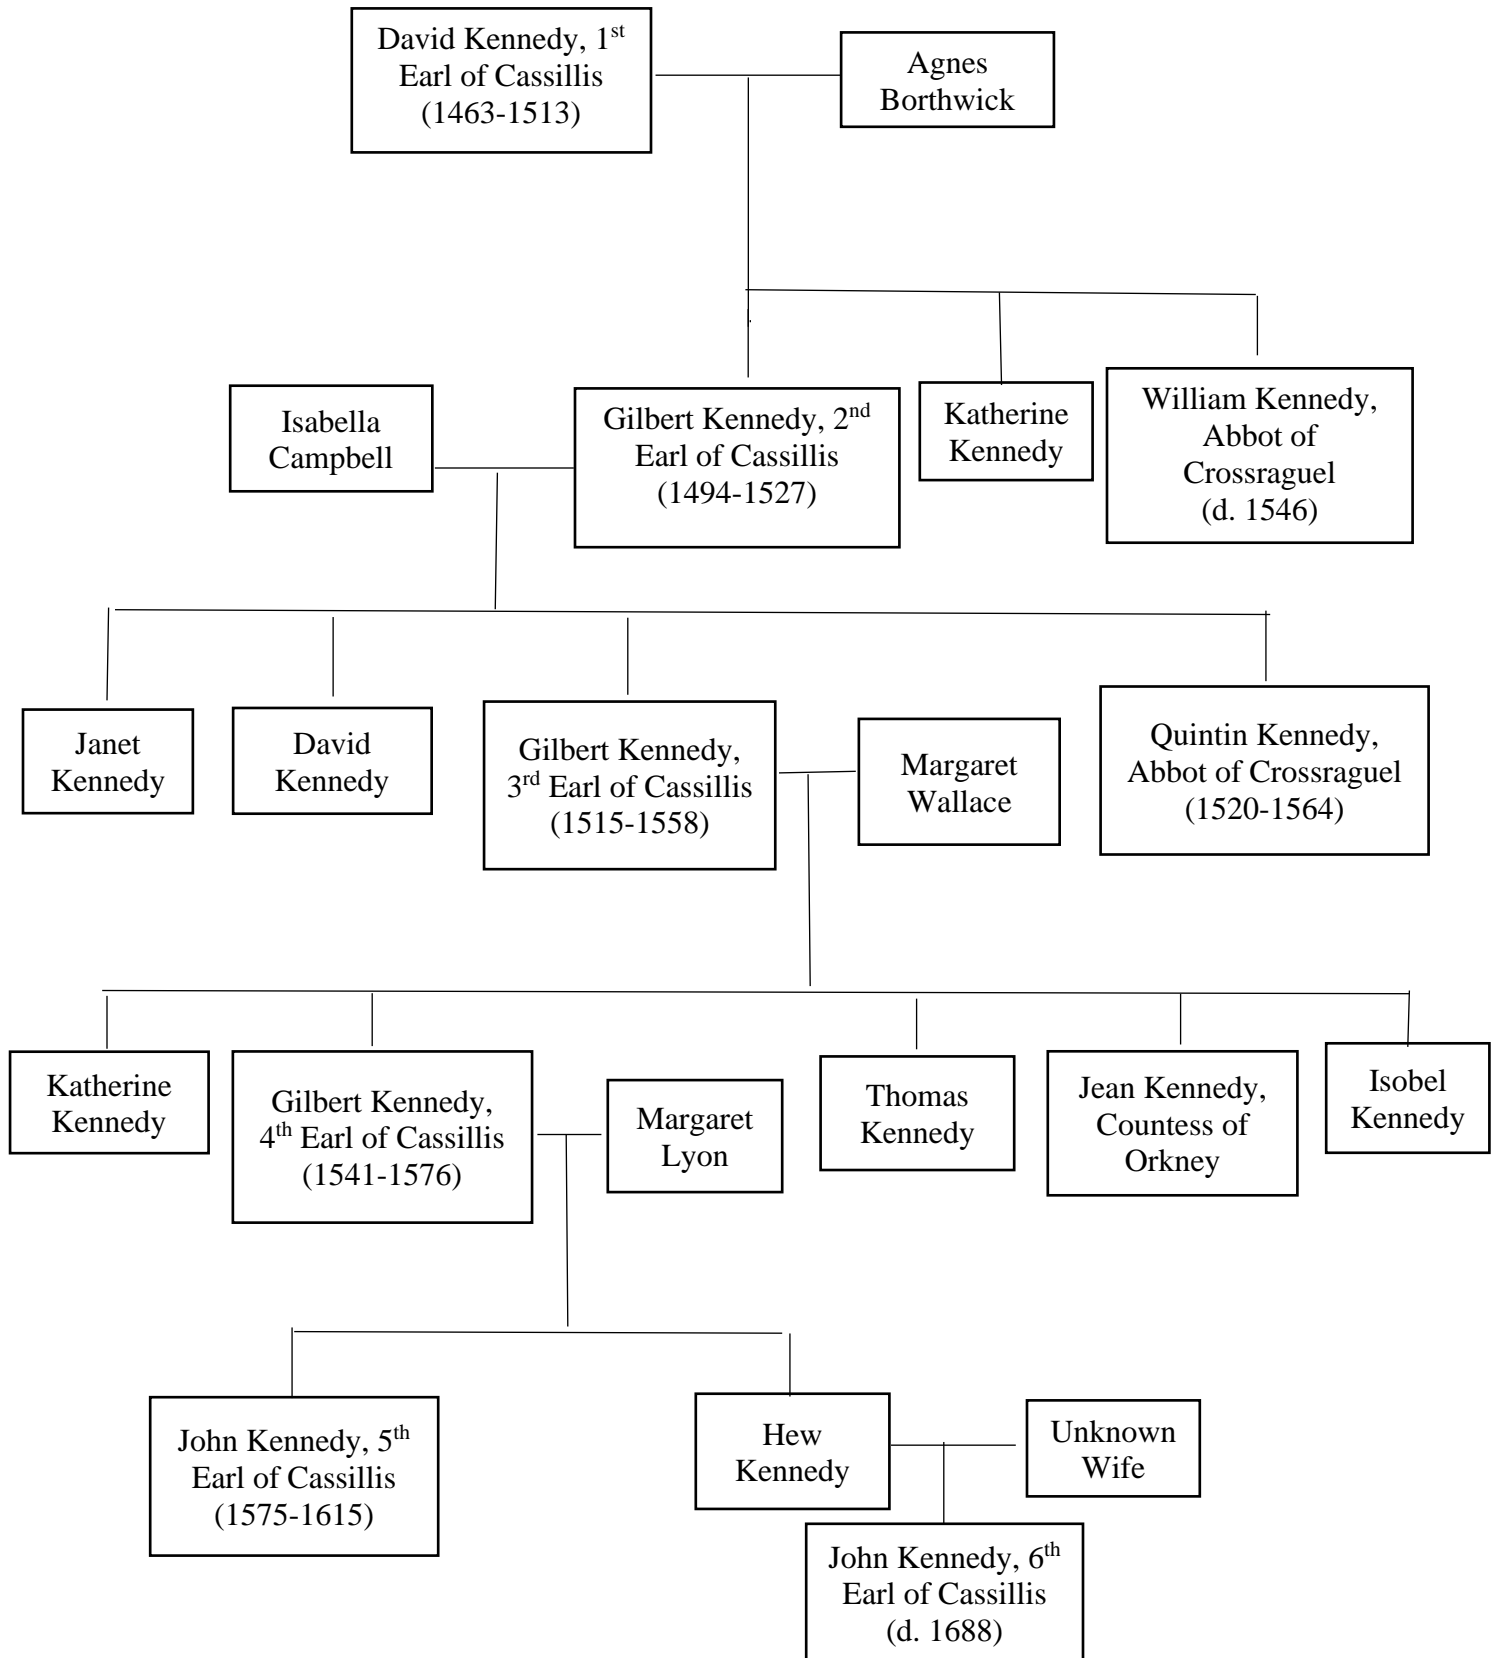 David Kennedy, 1st
Earl of Cassillis
(1463-1513)
Agnes
Borthwick
Isabella
Campbell
Gilbert Kennedy, 2nd
Earl of Cassillis
(1494-1527)
Katherine
Kennedy
William Kennedy,
Abbot of
Crossraguel
(d. 1546)
Janet
Kennedy
David
Kennedy
Gilbert Kennedy,
3rd Earl of Cassillis
(1515-1558)
Margaret
Wallace
Quintin Kennedy,
Abbot of Crossraguel
(1520-1564)
Katherine
Kennedy
Gilbert Kennedy,
4th Earl of Cassillis
(1541-1576)
Margaret
Lyon
Thomas
Kennedy
Jean Kennedy,
Countess of
Orkney
Isobel
Kennedy
John Kennedy, 5th
Earl of Cassillis
(1575-1615)
Hew
Kennedy
Unknown
Wife
John Kennedy, 6th
Earl of Cassillis
(d. 1688)